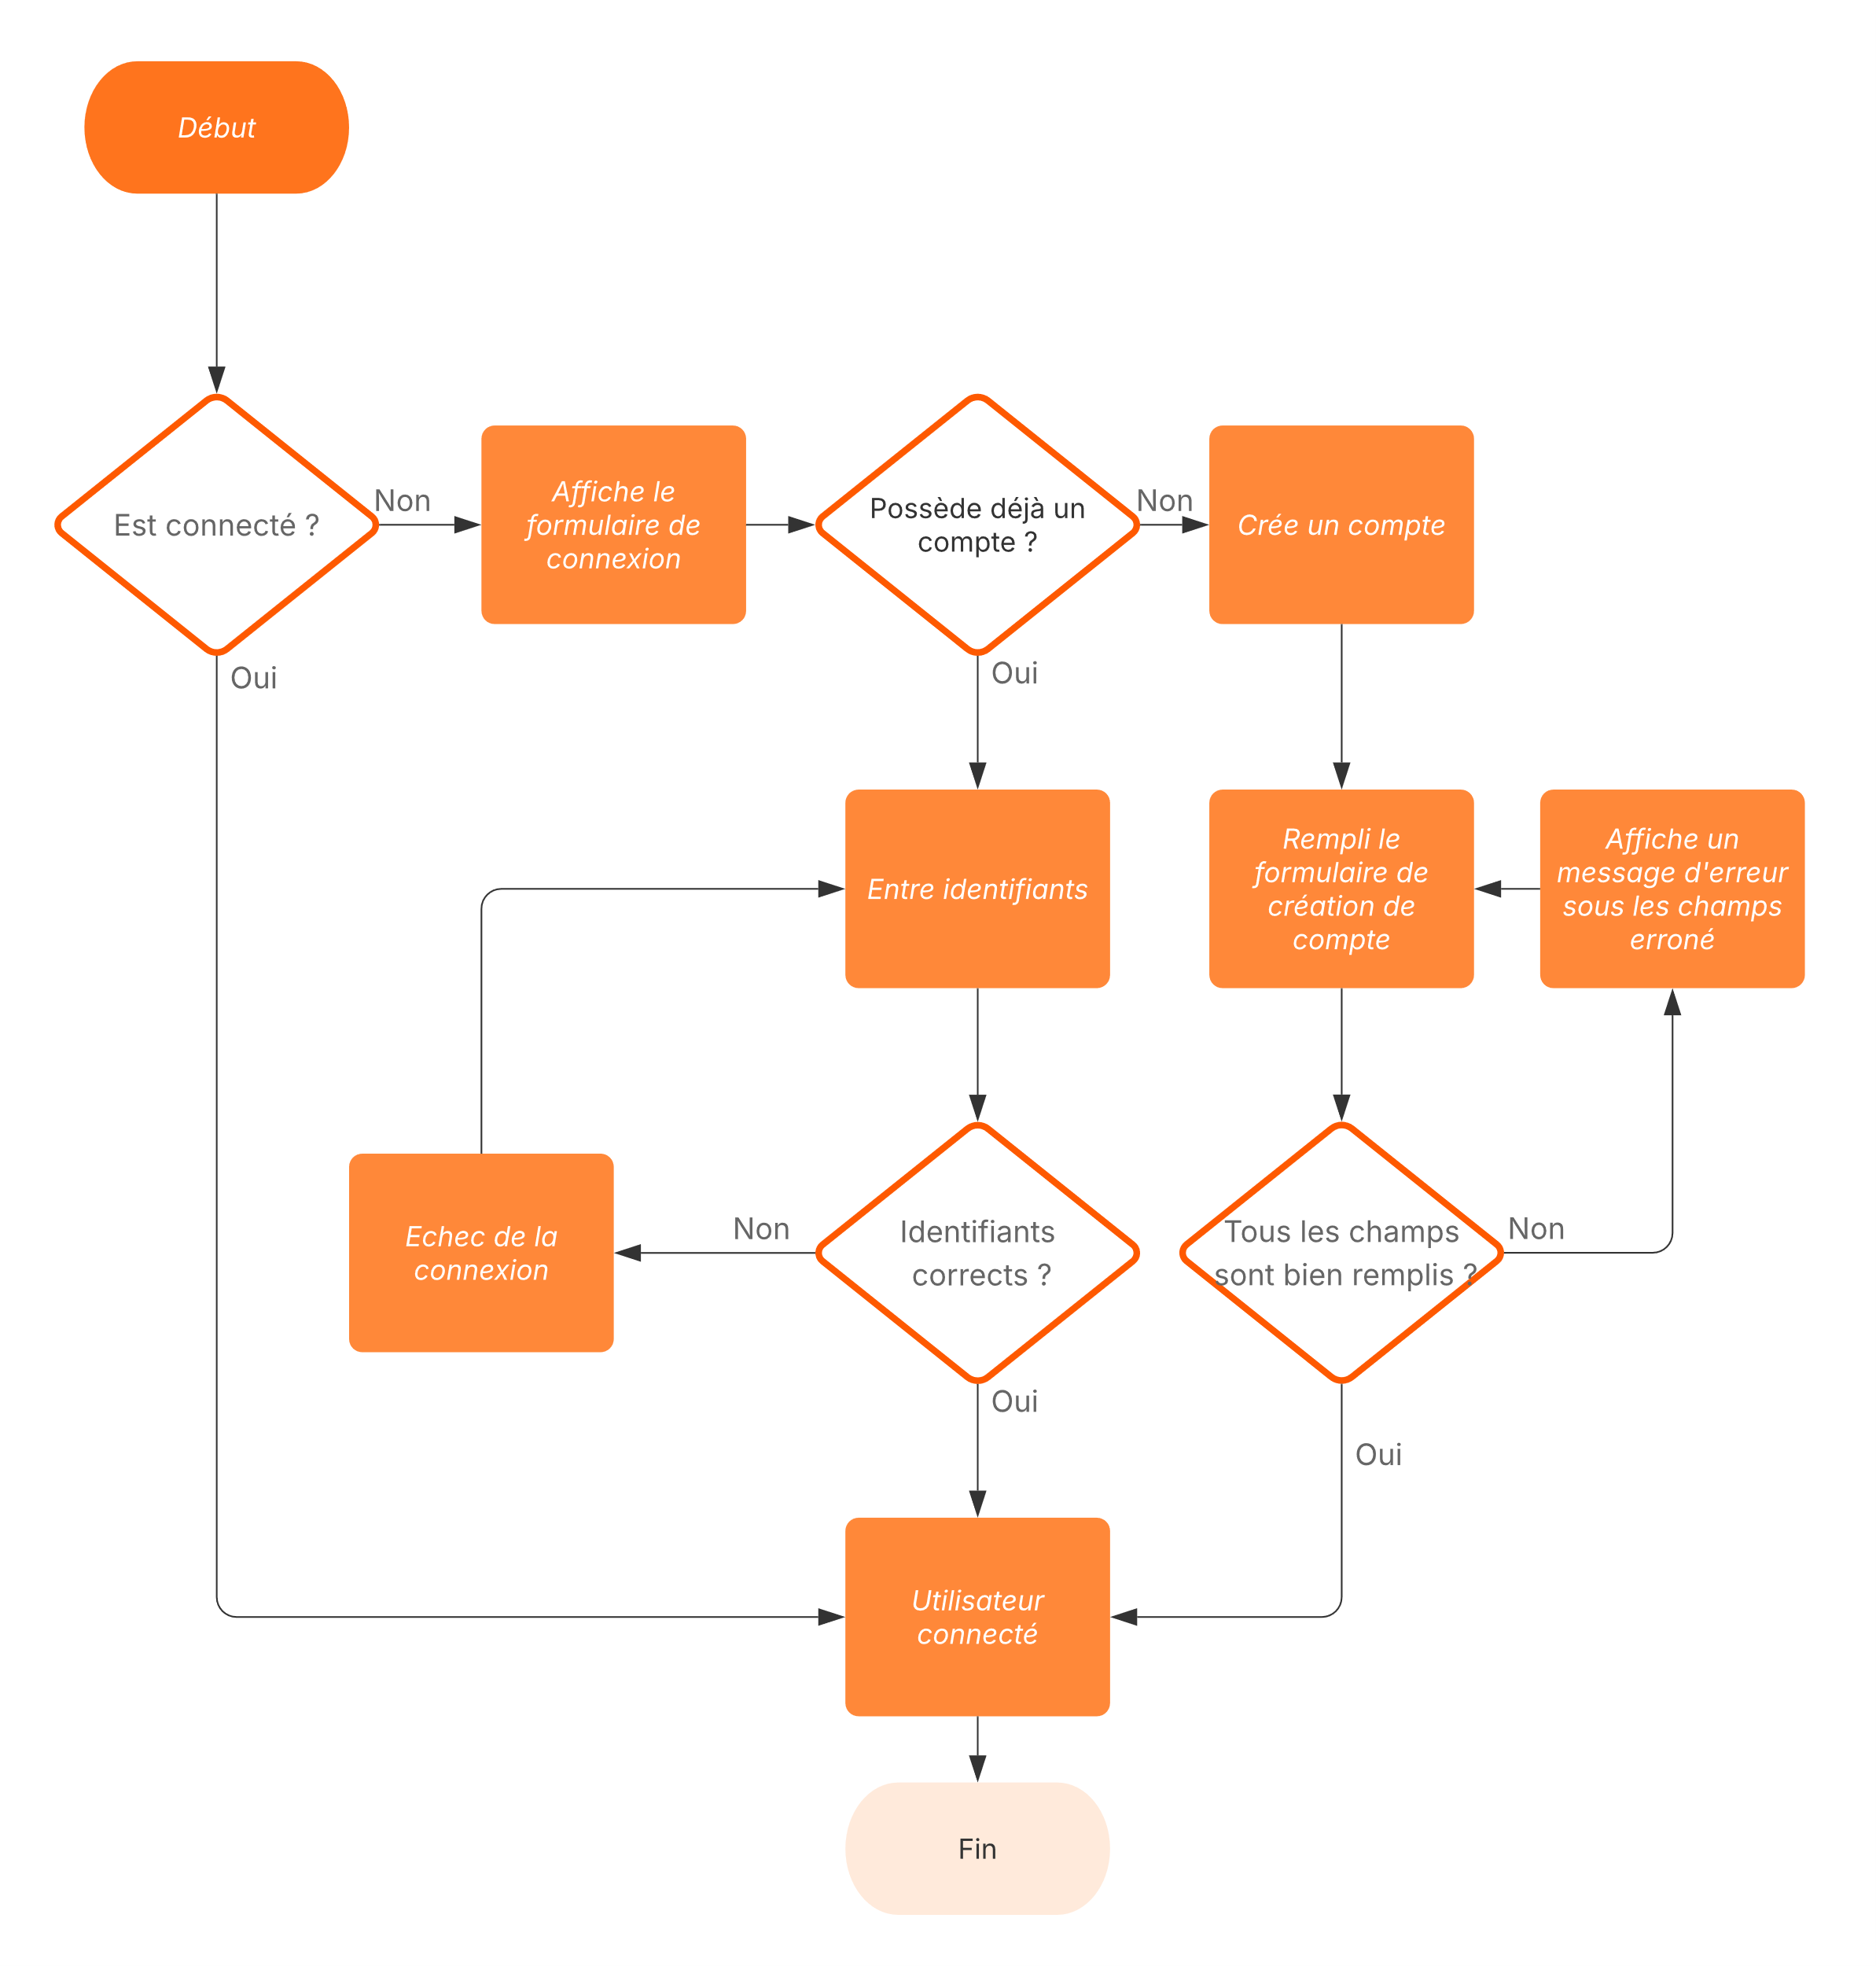 Début
Est connecté ?
Non
Affiche le
formulaire de
connexion
Possède déjà un
compte ?
Non
Crée un compte
Oui
Oui
Entre identifiants
Rempli le
formulaire de
création de
compte
Affiche un
message d'erreur
sous les champs
erroné
Echec de la
connexion
Non
Identifiants
corrects ?
Tous les champs
sont bien remplis ?
Non
Oui
Oui
Utilisateur
connecté
Fin